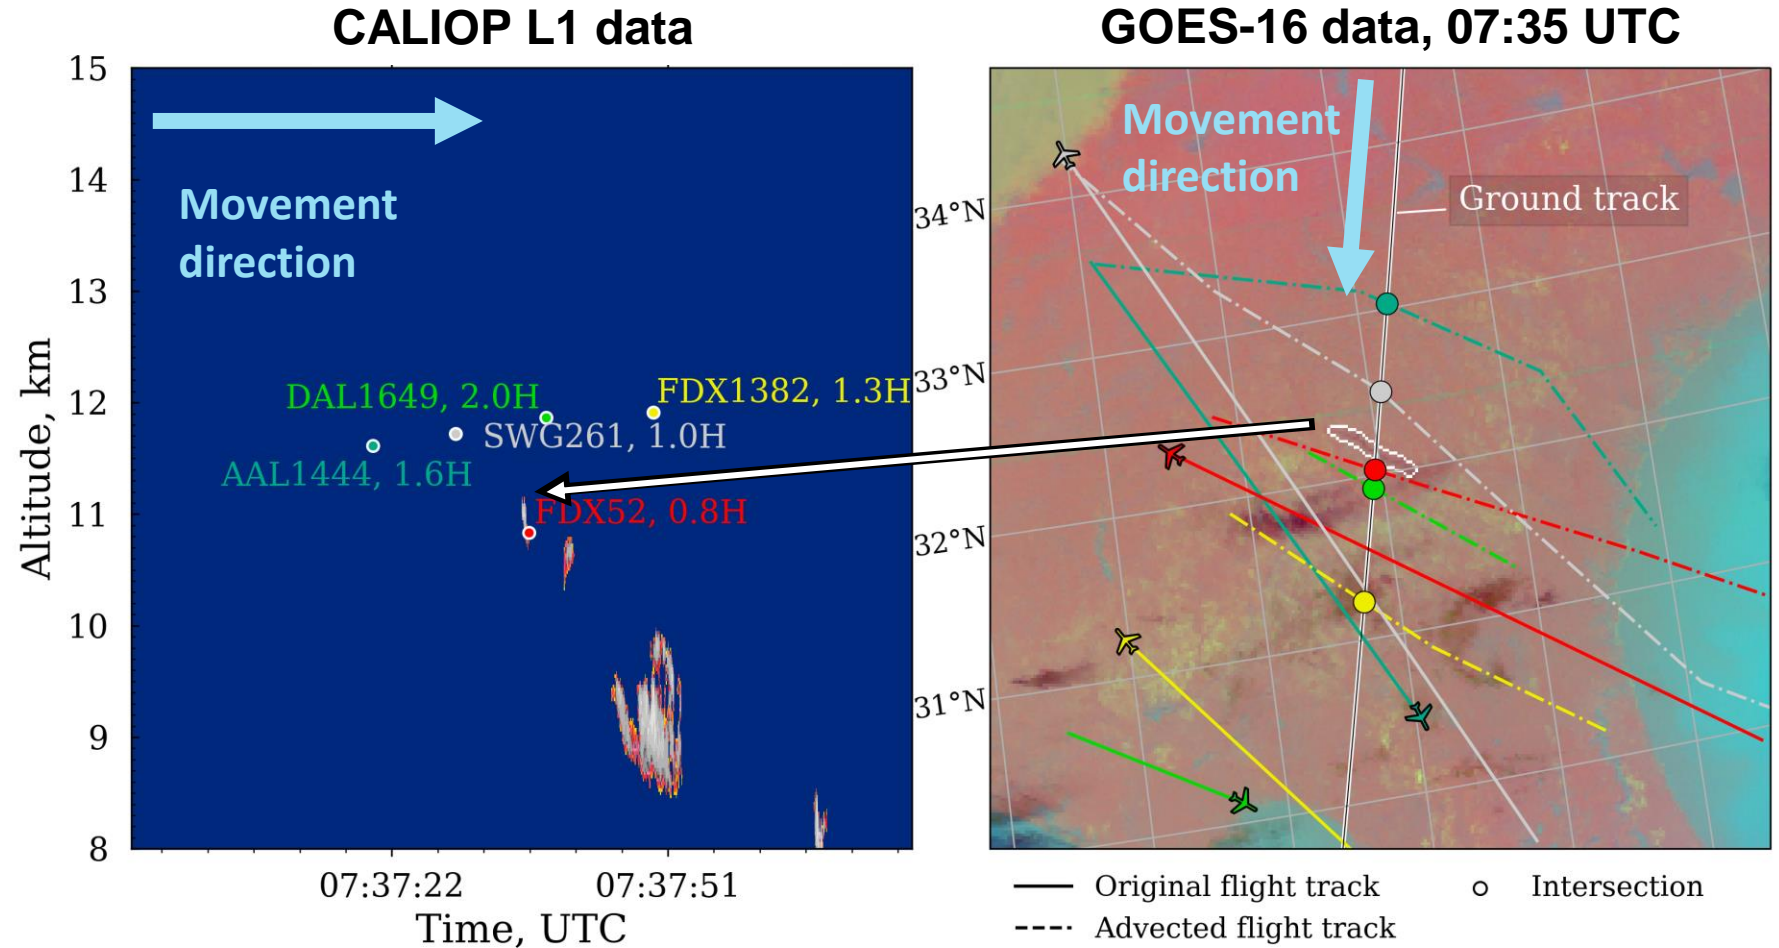 CALIOP L1 data
GOES-16 data, 07:35 UTC
15
14
13
12
11
10
9
8
Altitude, km
Movement
direction
DAL1649, 2.0H
FDX1382, 1.3H
SWG261, 1.0H
AAL1444, 1.6H
FDX52, 0.8H
07:37:22
07:37:51
Time, UTC
34°N
33°N
32°N
31°N
Movement
direction
Ground track
Original flight track
Intersection
Advected flight track